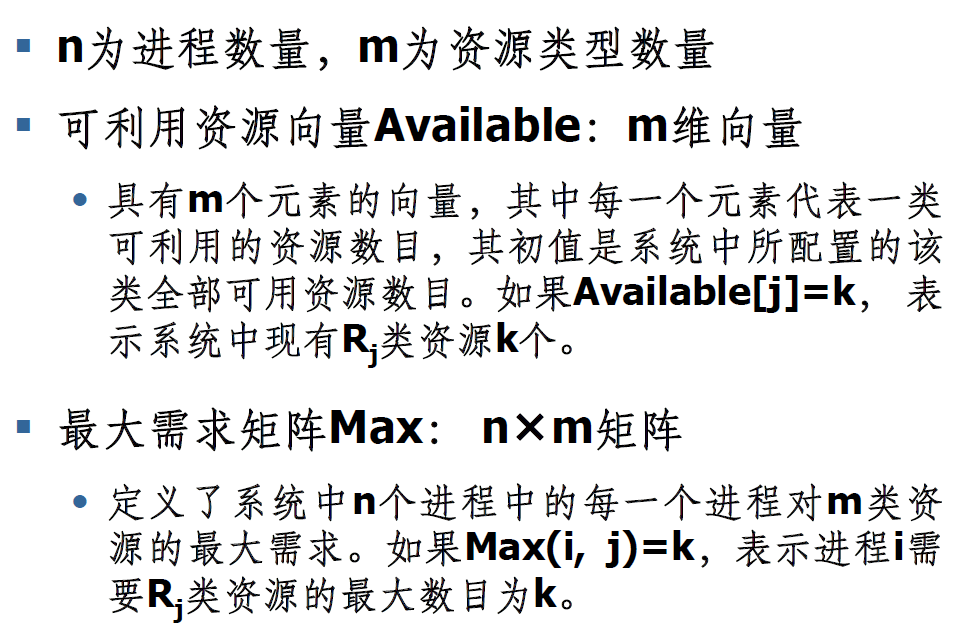 ▪ n为进程数量，m为资源类型数量
▪ 可利用资源向量Available：m维向量
• 具有m个元素的向量，其中每一个元素代表一类
可利用的资源数目，其初值是系统中所配置的该
类全部可用资源数目。如果Available[j]=k， 表
示系统中现有Rj类资源k个。
▪ 最大需求矩阵Max： n×m矩阵
• 定义了系统中n个进程中的每一个进程对m类资
源的最大需求。如果Max(i, j)=k，表示进程i需
要Rj类资源的最大数目为k。